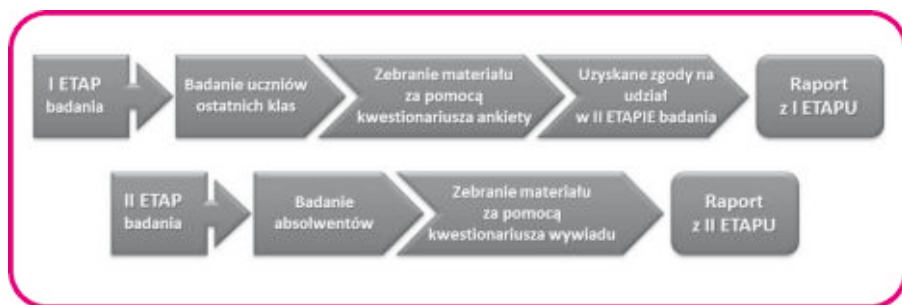 I ETAP
badania
Badanie uczniów
ostatnich klas
Zebranie materiału
za pomocą
kwestionariusza ankiety
Uzyskane zgody na
udział
w II ETAPIE badania
Raport
z I ETAPU
II ETAP
badania
Badanie
absolwentów
Zebranie materiału
za pomocą
kwestionariusza wywiadu
Raport
z II ETAPU